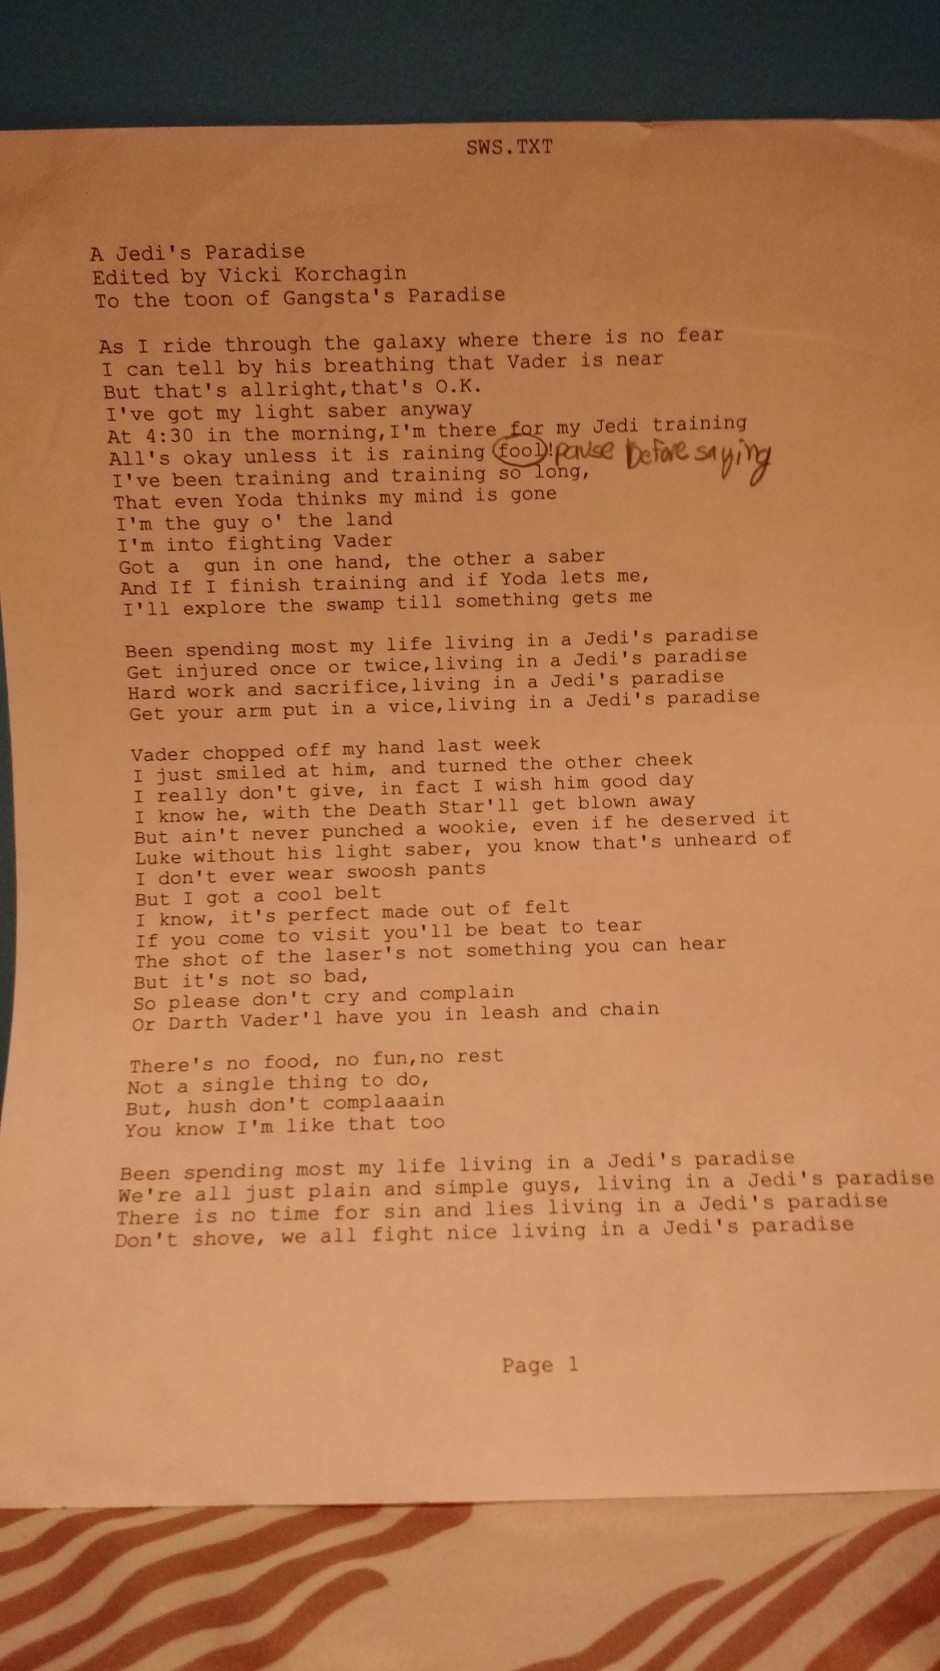 SWS.TXT
A Jedi's Paradise
Edited by Vicki Korchagin
To the toon of Gangsta's Paradise
As I ride through the galaxy where there is no fear
I can tell by his breathing that Vader is near
But that's allright,that's O.K.
I've got my light saber anyway
At 4:30 in the morning,I'm there for my Jedi training
All's okay unless it is raining fool! pause before saying
I've been training and training so long,
That even Yoda thinks my mind is gone
I'm the guy o' the land
I'm into fighting Vader
Got a  gun in one hand, the other a saber
And If I finish training and if Yoda lets me,
I'll explore the swamp till something gets me
Been spending most my life living in a Jedi's paradise
Get injured once or twice,living in a Jedi's paradise
Hard work and sacrifice,living in a Jedi's paradise
Get your arm put in a vice,living in a Jedi's paradise
Vader chopped off my hand last week
I just smiled at him, and turned the other cheek
I really don't give, in fact I wish him good day
I know he, with the Death Star'll get blown away
But ain't never punched a wookie, even if he deserved it
Luke without his light saber, you know that's unheard of
I don't ever wear swoosh pants
But I got a cool belt
I know, it's perfect made out of felt
If you come to visit you'll be beat to tear
The shot of the laser's not something you can hear
But it's not so bad,
So please don't cry and complain
Or Darth Vader'l have you in leash and chain
There's no food, no fun,no rest
Not a single thing to do,
But, hush don't complaaain
You know I'm like that too
Been spending most my life living in a Jedi's paradise
We're all just plain and simple guys, living in a Jedi's paradise
There is no time for sin and lies living in a Jedi's paradise
Don't shove, we all fight nice living in a Jedi's paradise
Page 1